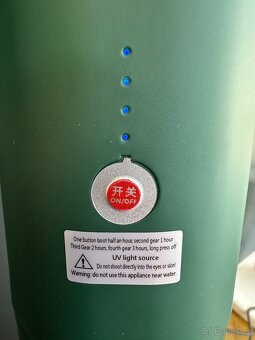 开关
ON/OFF
One button boot half an hour, second gear 1 hour
Third Gear 2 hours, fourth gear 3 hours, long press off
UV light source
Do not shoot directly into the eyes or skin!
Warning: do not use this appliance near water